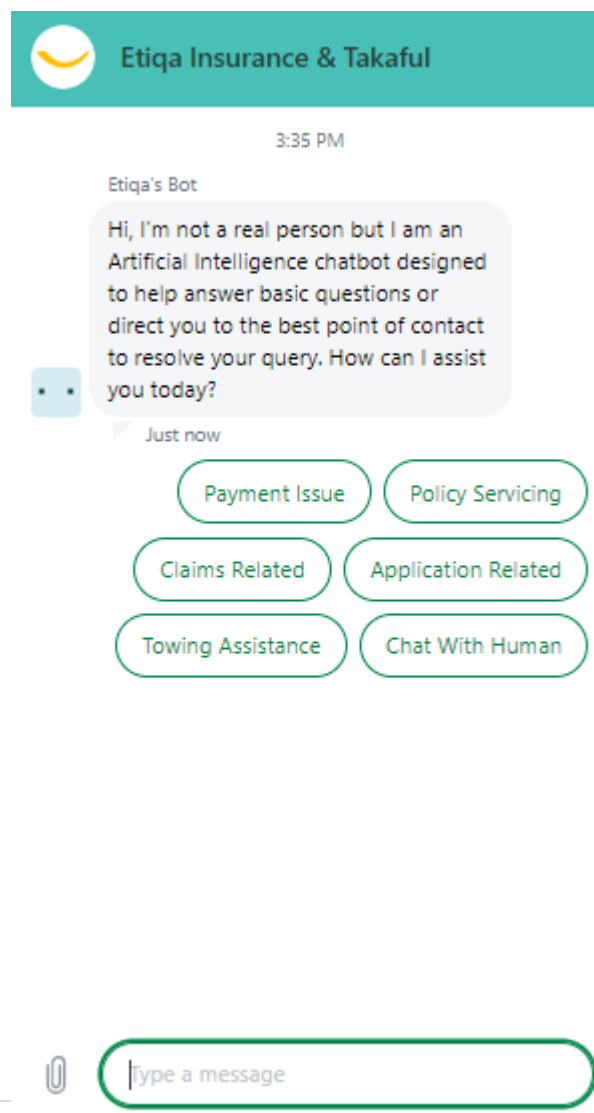 Etiqa Insurance & Takaful
3:35 PM
Etiqa's Bot
Hi, I'm not a real person but I am an
Artificial Intelligence chatbot designed
to help answer basic questions or
direct you to the best point of contact
to resolve your query. How can I assist
you today?
Just now
Payment Issue
Policy Servicing
Claims Related
Application Related
Towing Assistance
Chat With Human
Type a message